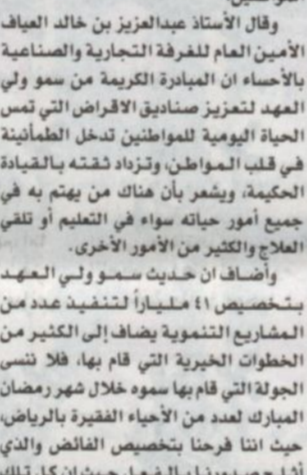 وقال الأستاذ عبدالعزيز بن خالد العياف
الأمين العام للغرفة التجارية والصناعية
بالأحساء ان المبادرة الكريمة من سمو ولي
العهد لتعزيز صناديق الاقراض التي تمس
الحياة اليومية للمواطنين تدخل الطمأنينة
في قلب المواطن، وتزداد ثقته بالقيادة
الحكيمة، ويشعر بأن هناك من يهتم به في
جميع أمور حياته سواء في التعليم أو تلقي
العلاج والكثير من الأمور الأخرى.
وأضاف ان حديث سمو ولي العهد
بتخصيص ٤١ ملياراً لتنفيذ عدد من
المشاريع التنموية يضاف إلى الكثير من
الخطوات الخيرية التي قام بها، فلا ننسى
الجولة التي قام بها سموه خلال شهر رمضان
المبارك لعدد من الأحياء الفقيرة بالرياض،
حيث اننا فرحنا بتخصيص الفائض والذي